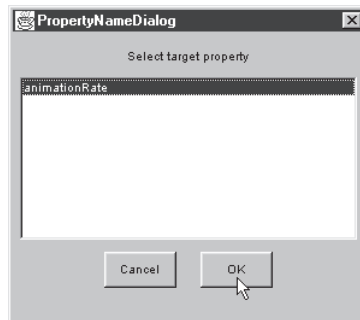 PropertyNameDialog
Select target property
animationRate
Cancel
OK